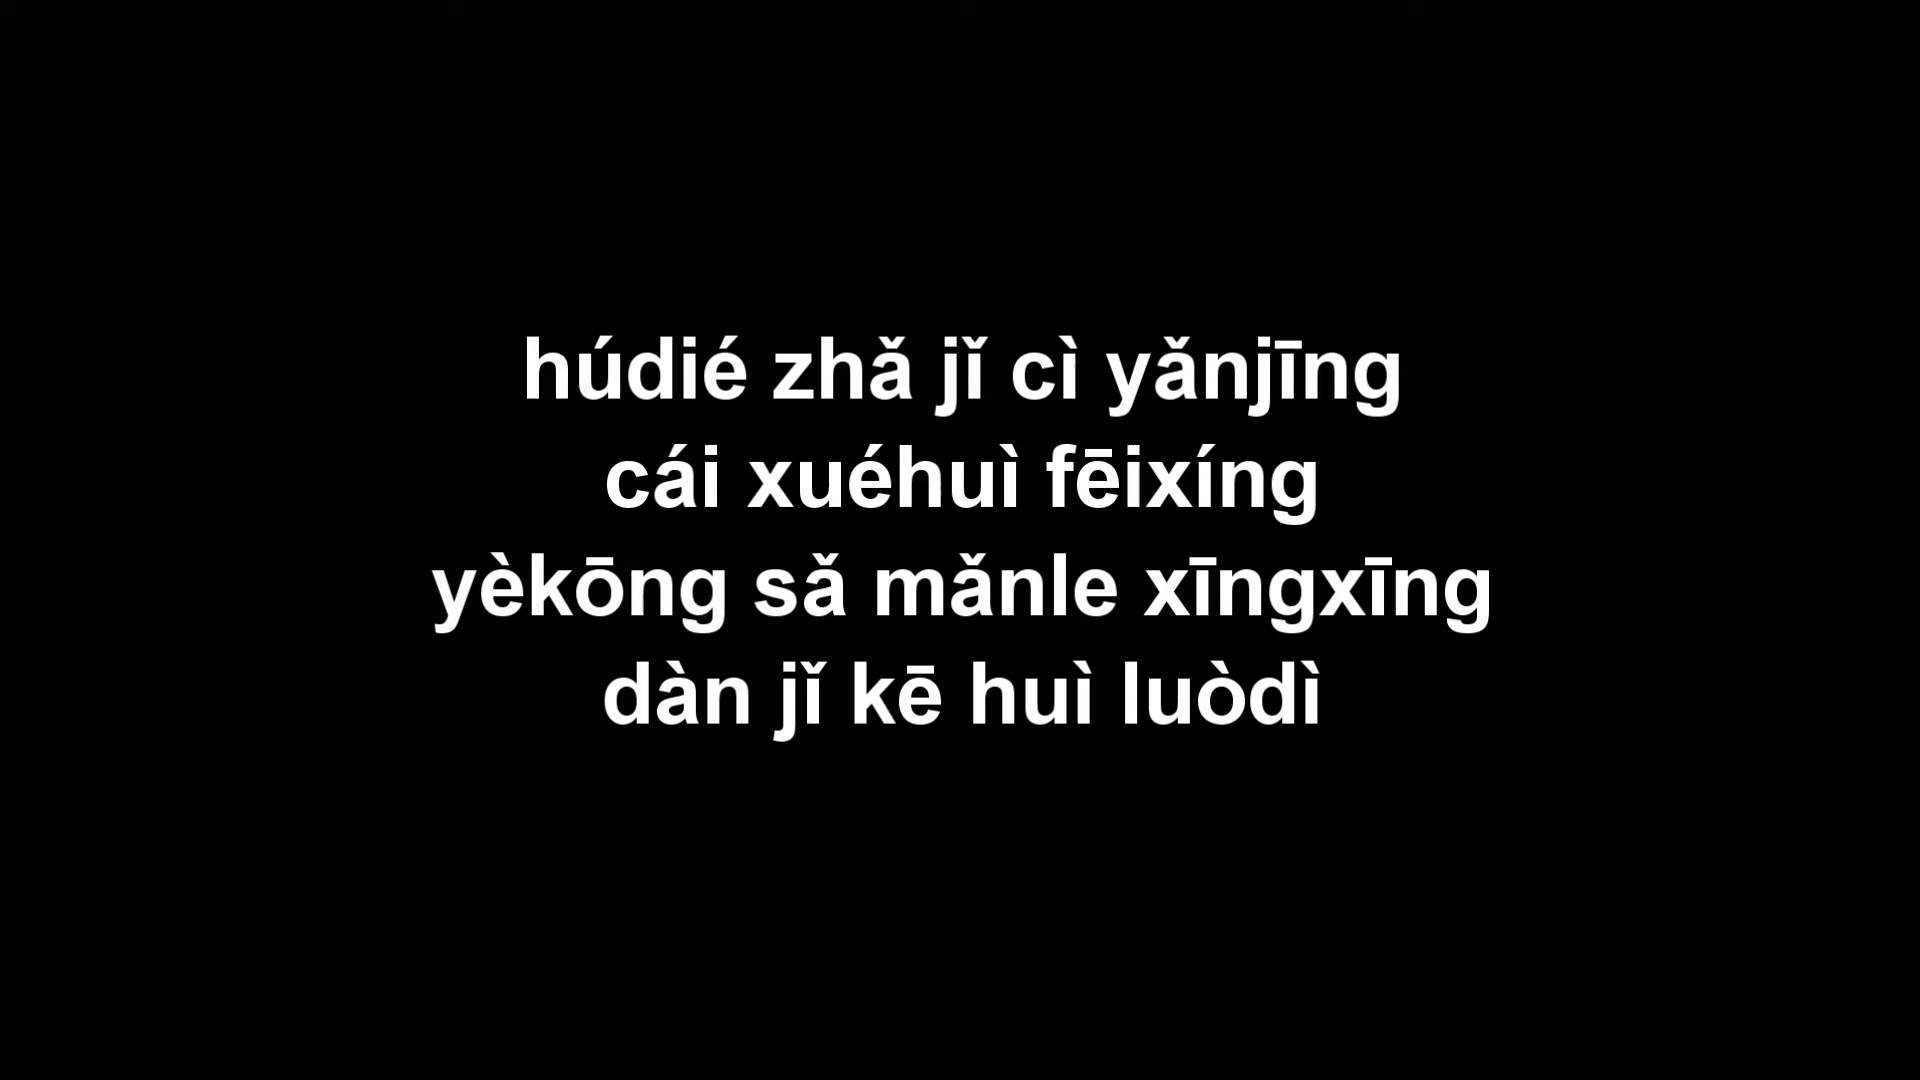 húdié zhǎ jǐ cì yǎnjīng
cái xuéhuì fēixíng
yèkōng sǎ mǎnle xīngxīng
dàn jǐ kē huì luòdì